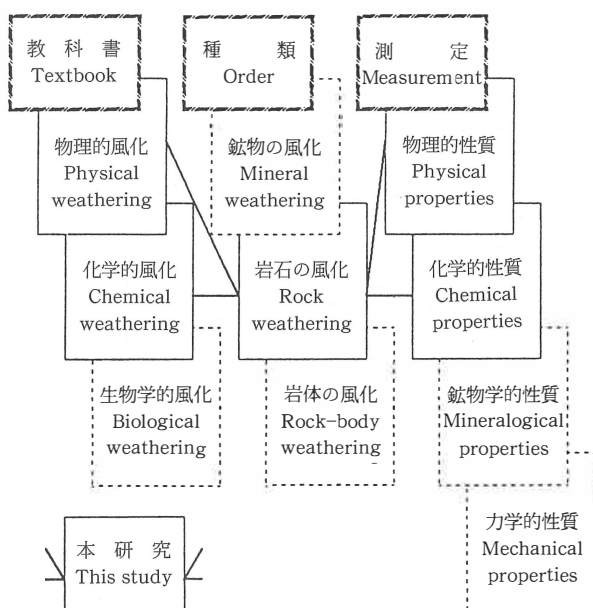 教 科 書
Textbook
種 類
Order
測 定
Measurement
物理的風化
Physical
weathering
鉱物の風化
Mineral
weathering
物理的性質
Physical
properties
化学的風化
Chemical
weathering
岩石の風化
Rock
weathering
化学的性質
Chemical
properties
生物学的風化
Biological
weathering
岩体の風化
Rock-body
weathering
鉱物学的性質
Mineralogical
properties
力学的性質
Mechanical
properties
本 研 究
This study